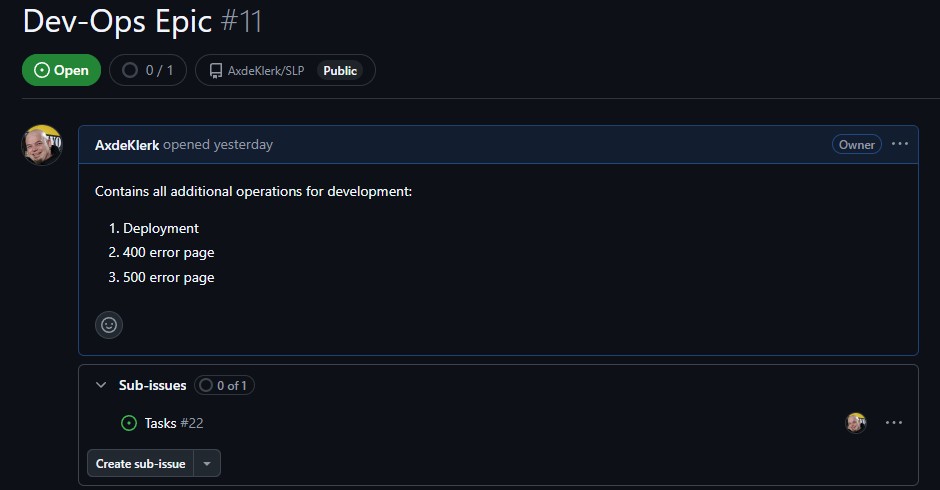 Dev-Ops Epic #11
Open 0 / 1 AxdeKlerk/SLP Public
AxdeKlerk opened yesterday Owner
Contains all additional operations for development:
1. Deployment
2. 400 error page
3. 500 error page
Sub-issues 0 of 1
Tasks #22
Create sub-issue